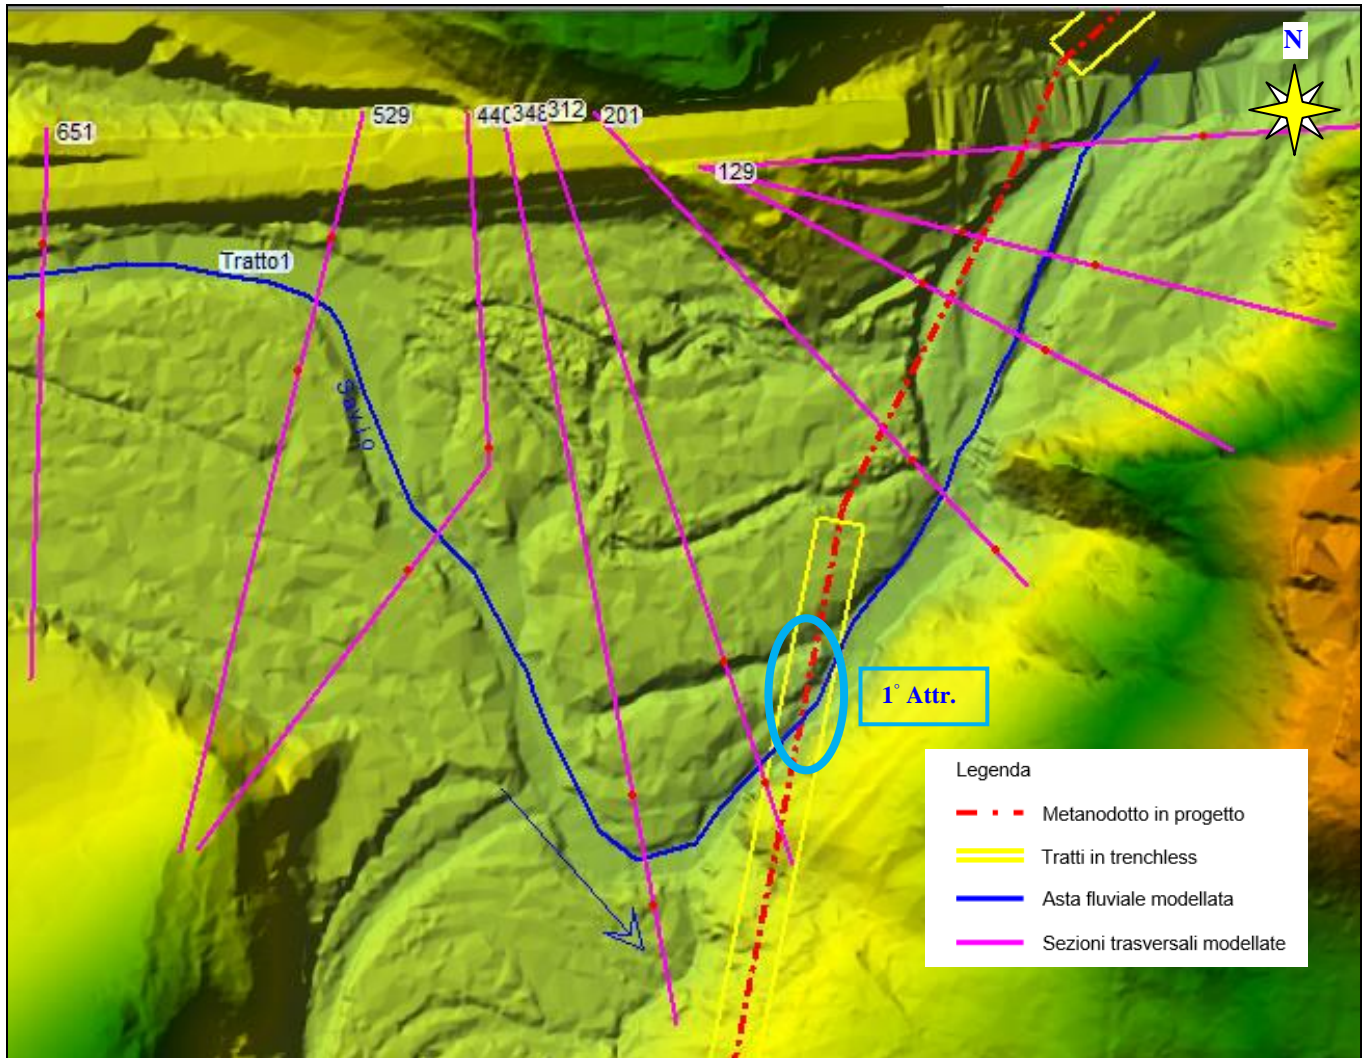 N
651
529
440
348
312
201
129
Tratto1
Savio
1° Attr.
Legenda
Metanodotto in progetto
Tratti in trenchless
Asta fluviale modellata
Sezioni trasversali modellate